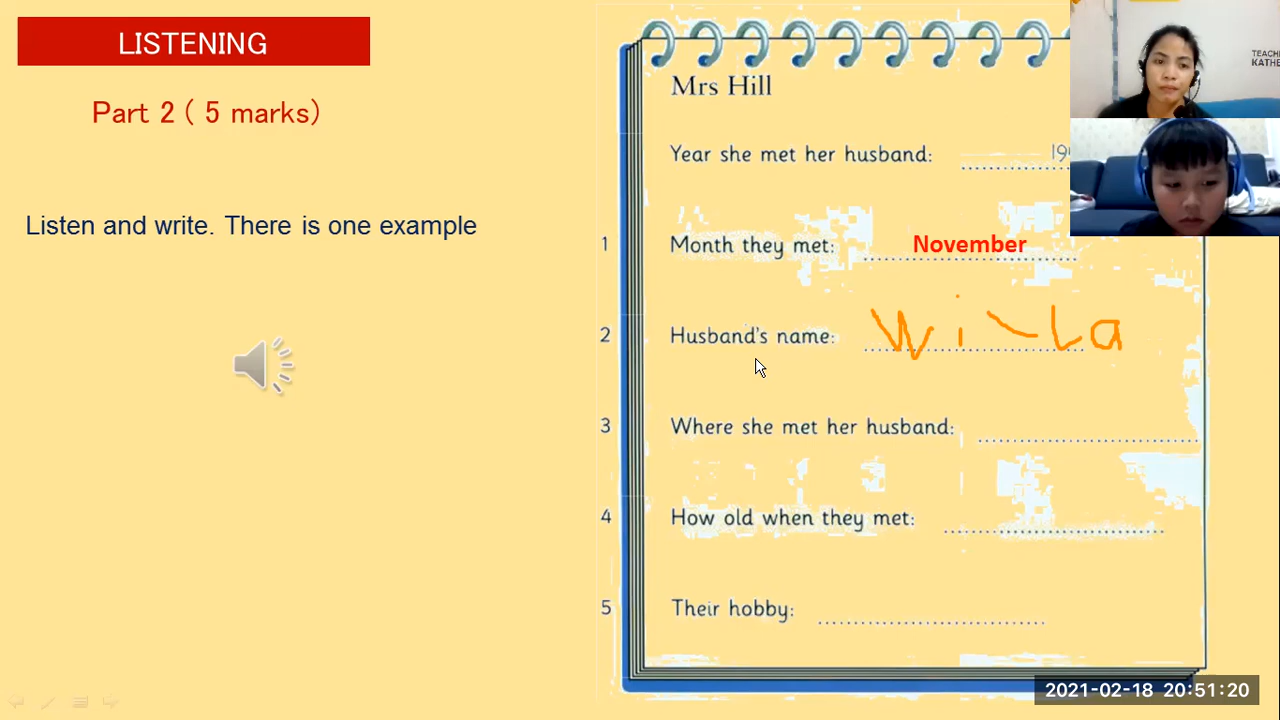 LISTENING
Part 2 ( 5 marks)
Listen and write. There is one example
Mrs Hill
Year she met her husband:
1 Month they met: November
2 Husband's name:
3 Where she met her husband:
4 How old when they met:
5 Their hobby:
2021-02-18 20:51:20